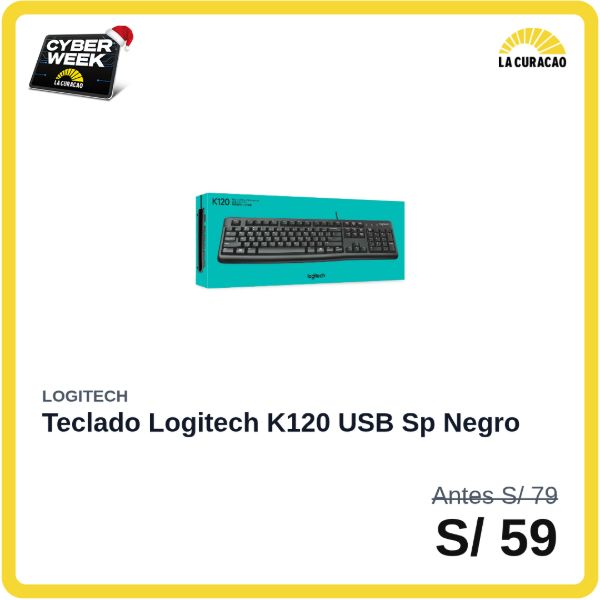 CYBER
WEEK
LA CURACAO
LA CURACAO
K120
logitech
LOGITECH
Teclado Logitech K120 USB Sp Negro
Antes S/ 79
S/ 59